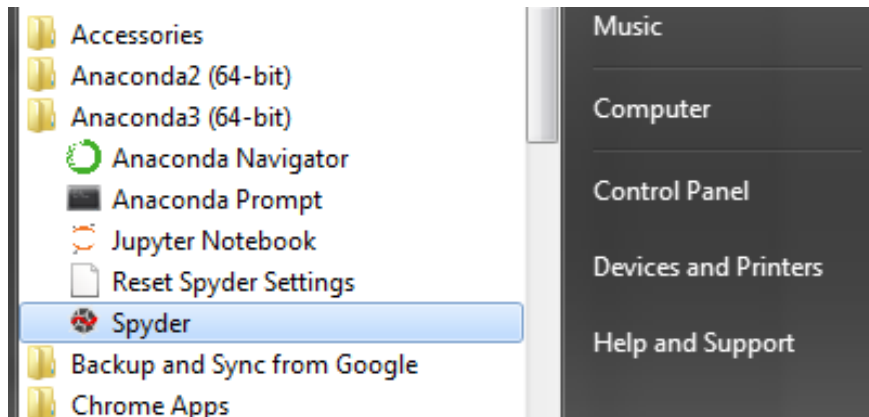 Accessories
Anaconda2 (64-bit)
Anaconda3 (64-bit)
Anaconda Navigator
Anaconda Prompt
Jupyter Notebook
Reset Spyder Settings
Spyder
Backup and Sync from Google
Chrome Apps
Music
Computer
Control Panel
Devices and Printers
Help and Support